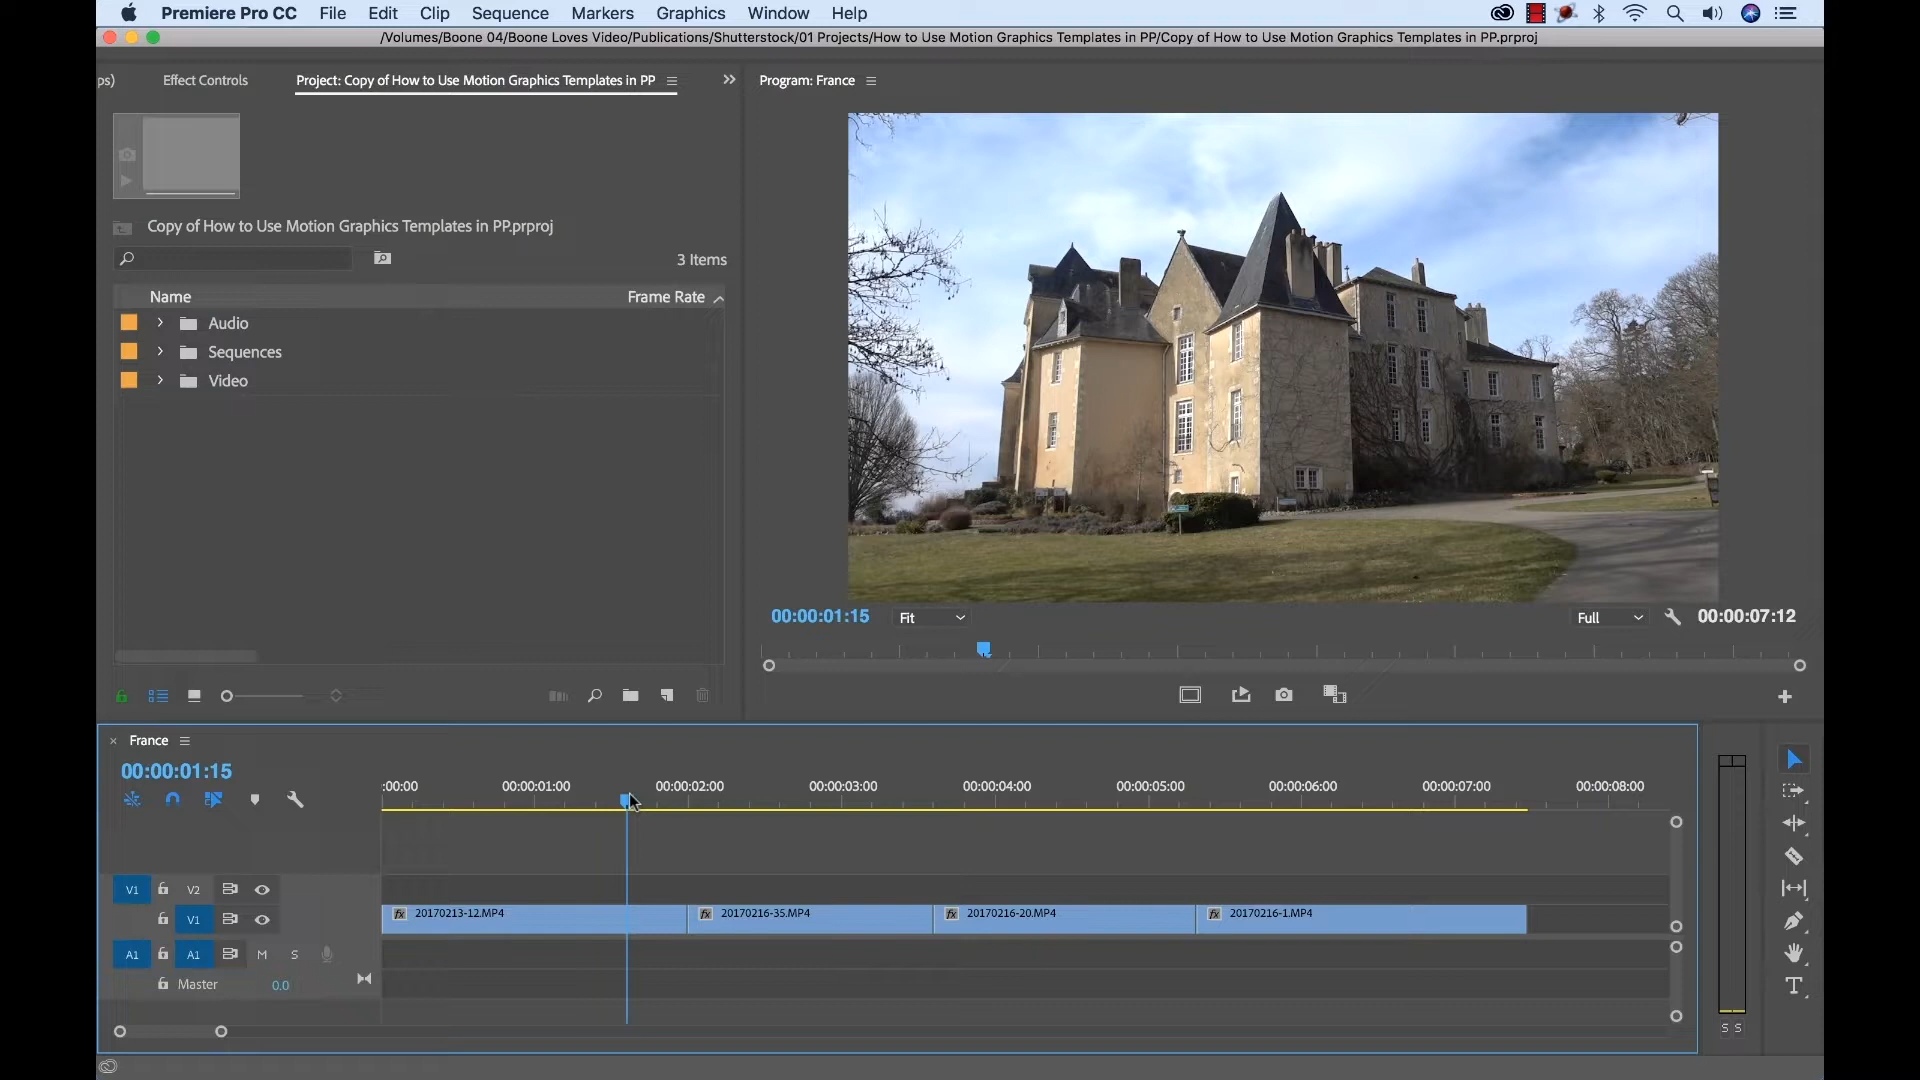 Premiere Pro CC File Edit Clip Sequence Markers Graphics Window Help
/Volumes/Boone 04/Boone Loves Video/Publications/Shutterstock/01 Projects/How to Use Motion Graphics Templates in PP/Copy of How to Use Motion Graphics Templates in PP.prproj
ps) Effect Controls Project: Copy of How to Use Motion Graphics Templates in PP
Program: France
Copy of How to Use Motion Graphics Templates in PP.prproj
3 Items
Name Frame Rate
Audio
Sequences
Video
00:00:01:15 Fit Full 00:00:07:12
France
00:00:01:15
:00:00 00:00:01:00 00:00:02:00 00:00:03:00 00:00:04:00 00:00:05:00 00:00:06:00 00:00:07:00 00:00:08:00
V1 V2
V1 fx 20170213-12.MP4 fx 20170216-35.MP4 fx 20170216-20.MP4 fx 20170216-1.MP4
A1 A1 M S
Master 0.0
S S